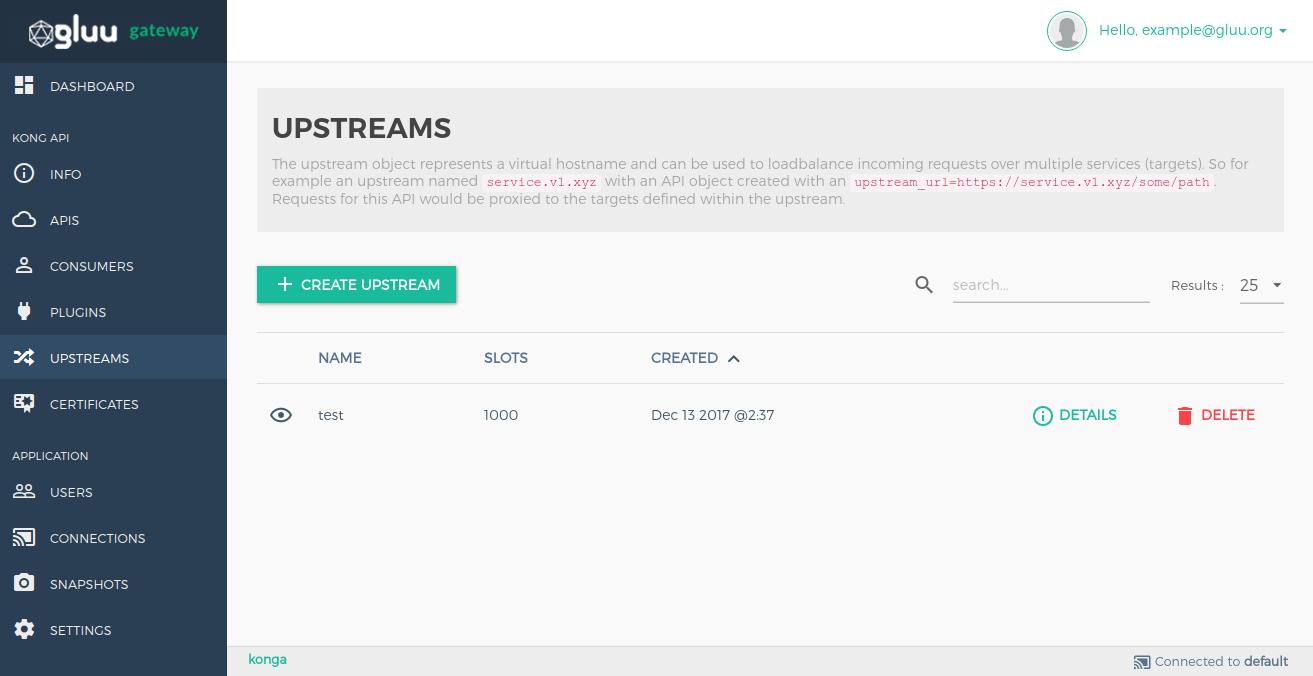 gluu gateway
Hello, example@gluu.org
DASHBOARD
KONG API
INFO
APIS
CONSUMERS
PLUGINS
UPSTREAMS
CERTIFICATES
APPLICATION
USERS
CONNECTIONS
SNAPSHOTS
SETTINGS
UPSTREAMS
The upstream object represents a virtual hostname and can be used to loadbalance incoming requests over multiple services (targets). So for
example an upstream named service.v1.xyz with an API object created with an upstream_url=https://service.v1.xyz/some/path.
Requests for this API would be proxied to the targets defined within the upstream.
CREATE UPSTREAM
search...
Results :
25
NAME SLOTS CREATED
test 1000 Dec 13 2017 @2:37 DETAILS DELETE
konga
Connected to default